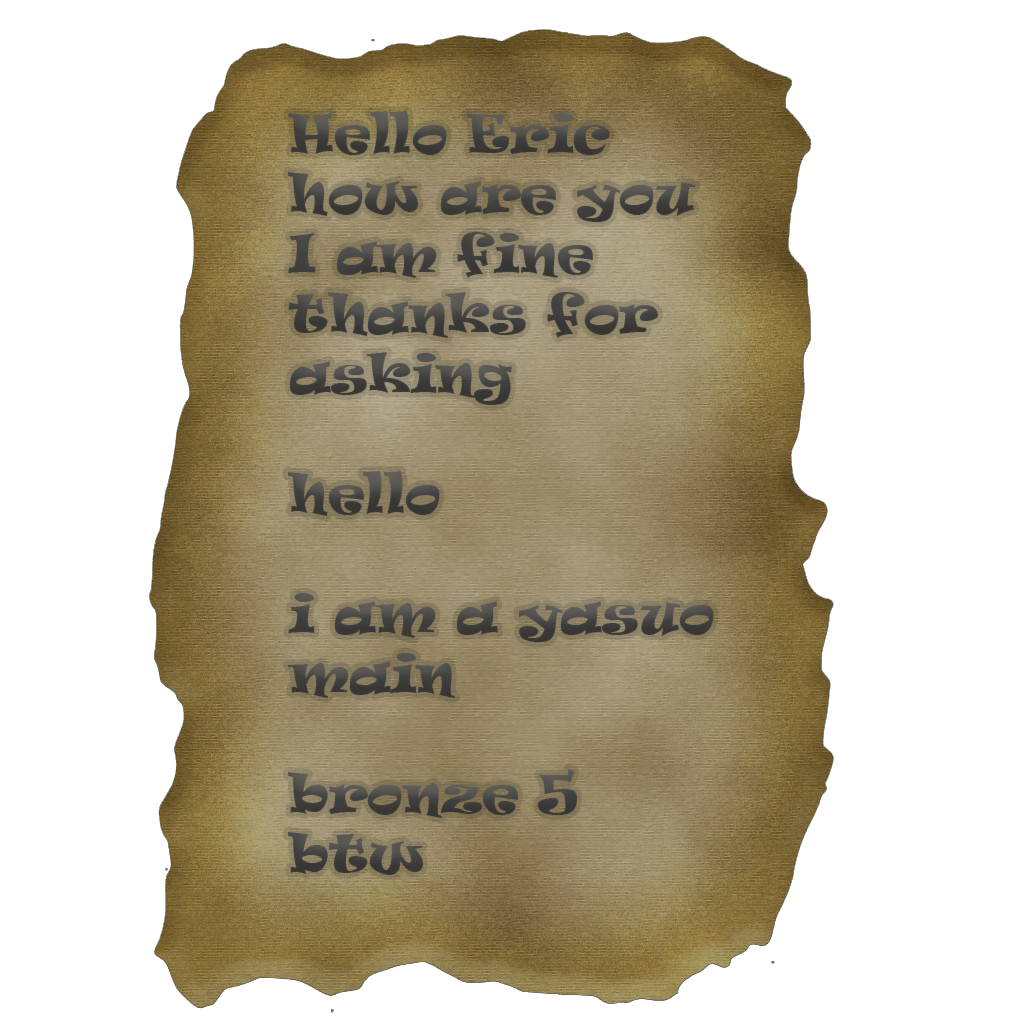 Hello Eric
how are you
I am fine
thanks for
asking
hello
i am a yasuo
main
bronze 5
btw